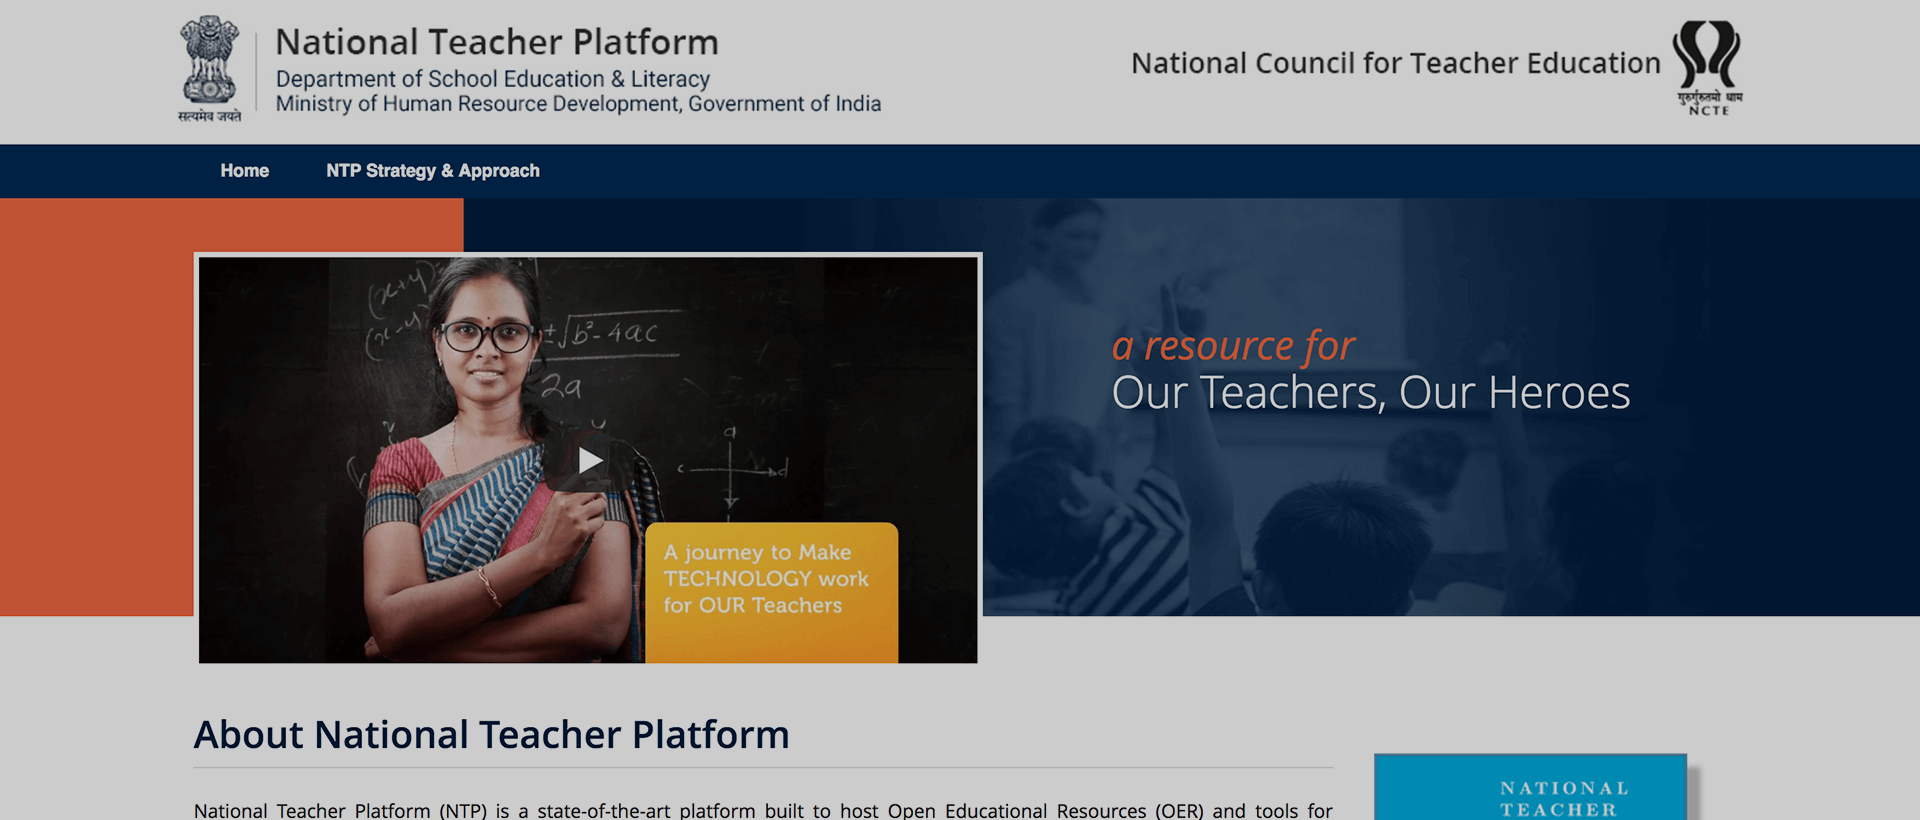 National Teacher Platform
Department of School Education & Literacy
Ministry of Human Resource Development, Government of India
सत्यमेव जयते
National Council for Teacher Education
गुरुर्गुरुतमो धाम
NCTE
Home
NTP Strategy & Approach
(x+y)
(x-y)
±√b²-4ac
2a
a
c
d
A journey to Make
TECHNOLOGY work
for OUR Teachers
a resource for
Our Teachers, Our Heroes
About National Teacher Platform
National Teacher Platform (NTP) is a state-of-the-art platform built to host Open Educational Resources (OER) and tools for
NATIONAL
TEACHER